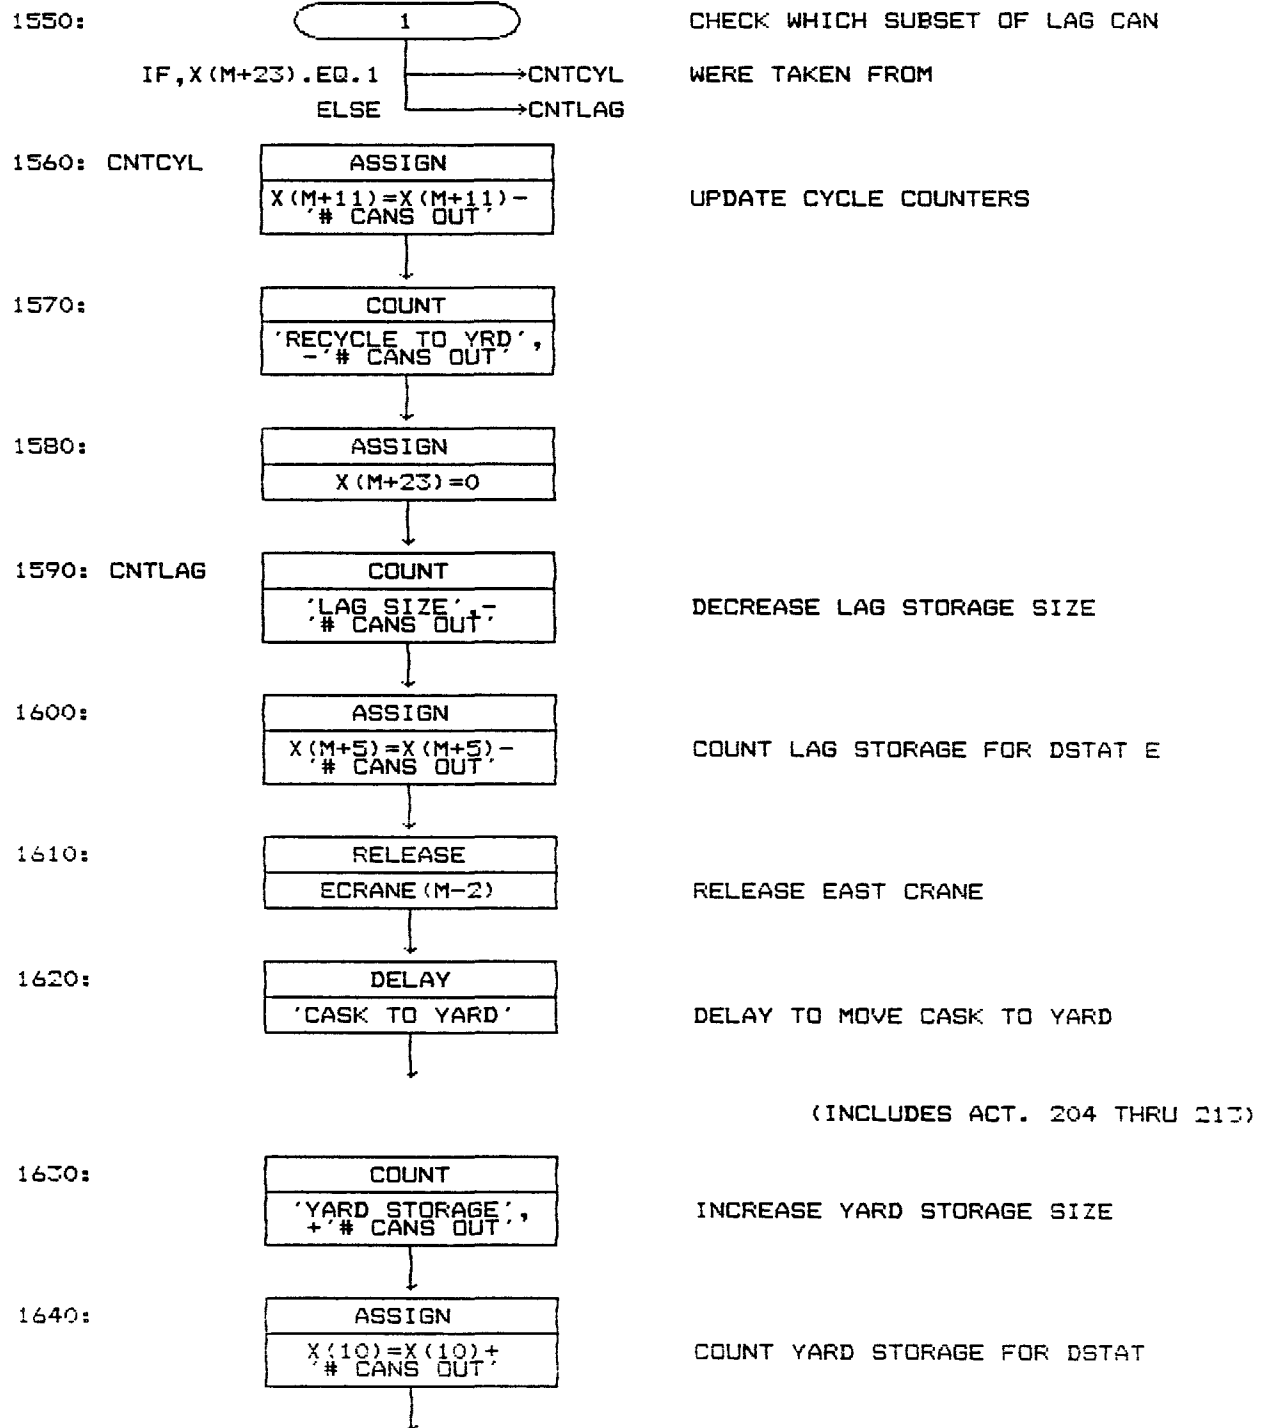 1550: 1 CHECK WHICH SUBSET OF LAG CAN
IF,X(M+23).EQ.1 CNTCYL WERE TAKEN FROM
ELSE CNTLAG
1560: CNTCYL ASSIGN
X(M+11)=X(M+11)- UPDATE CYCLE COUNTERS
'# CANS OUT'
1570: COUNT
'RECYCLE TO YRD',
-'# CANS OUT'
1580: ASSIGN
X(M+23)=0
1590: CNTLAG COUNT
'LAG SIZE',- DECREASE LAG STORAGE SIZE
'# CANS OUT'
1600: ASSIGN
X(M+5)=X(M+5)- COUNT LAG STORAGE FOR DSTAT E
'# CANS OUT'
1610: RELEASE
ECRANE(M-2) RELEASE EAST CRANE
1620: DELAY
'CASK TO YARD' DELAY TO MOVE CASK TO YARD
(INCLUDES ACT. 204 THRU 213)
1630: COUNT
'YARD STORAGE', INCREASE YARD STORAGE SIZE
+'# CANS OUT'
1640: ASSIGN
X(10)=X(10)+ COUNT YARD STORAGE FOR DSTAT
'# CANS OUT'